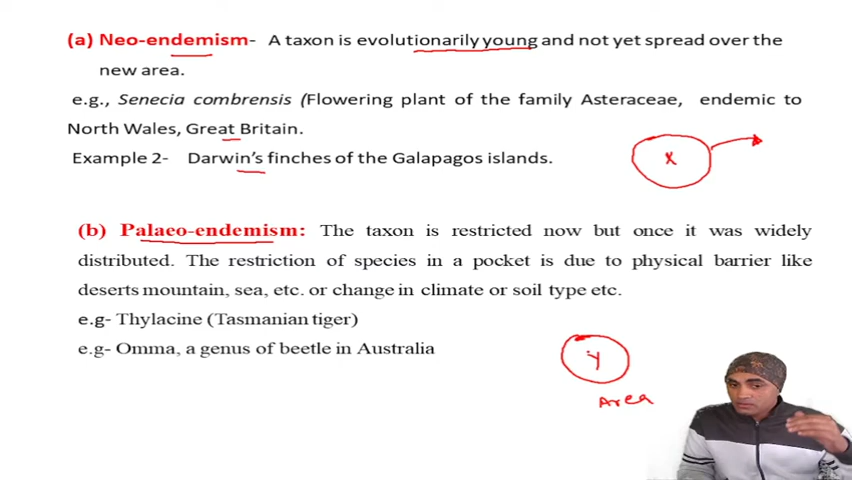 (a) Neo-endemism- A taxon is evolutionarily young and not yet spread over the
new area.
e.g., Senecia combrensis (Flowering plant of the family Asteraceae, endemic to
North Wales, Great Britain.
Example 2- Darwin's finches of the Galapagos islands.
X
(b) Palaeo-endemism: The taxon is restricted now but once it was widely
distributed. The restriction of species in a pocket is due to physical barrier like
deserts mountain, sea, etc. or change in climate or soil type etc.
e.g- Thylacine (Tasmanian tiger)
e.g- Omma, a genus of beetle in Australia
Y
Area